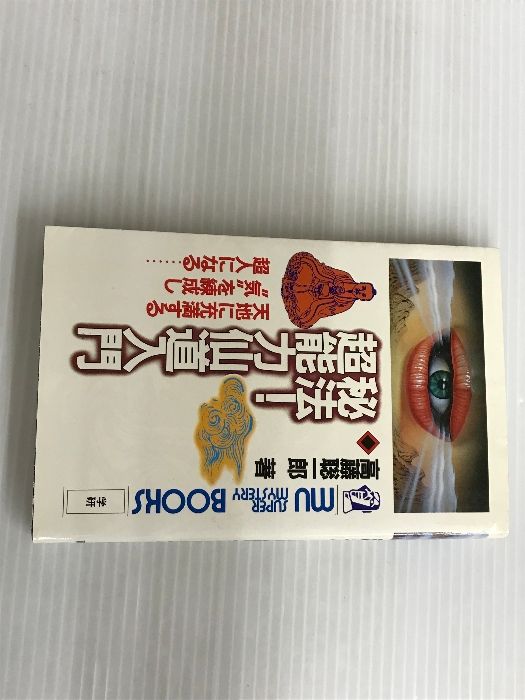 天地に充満する
“気”を練成し
超人になる……
秘法！
超能力仙道入門
高藤聡一郎 著
mu
SUPER
MYSTERY
BOOKS
学研